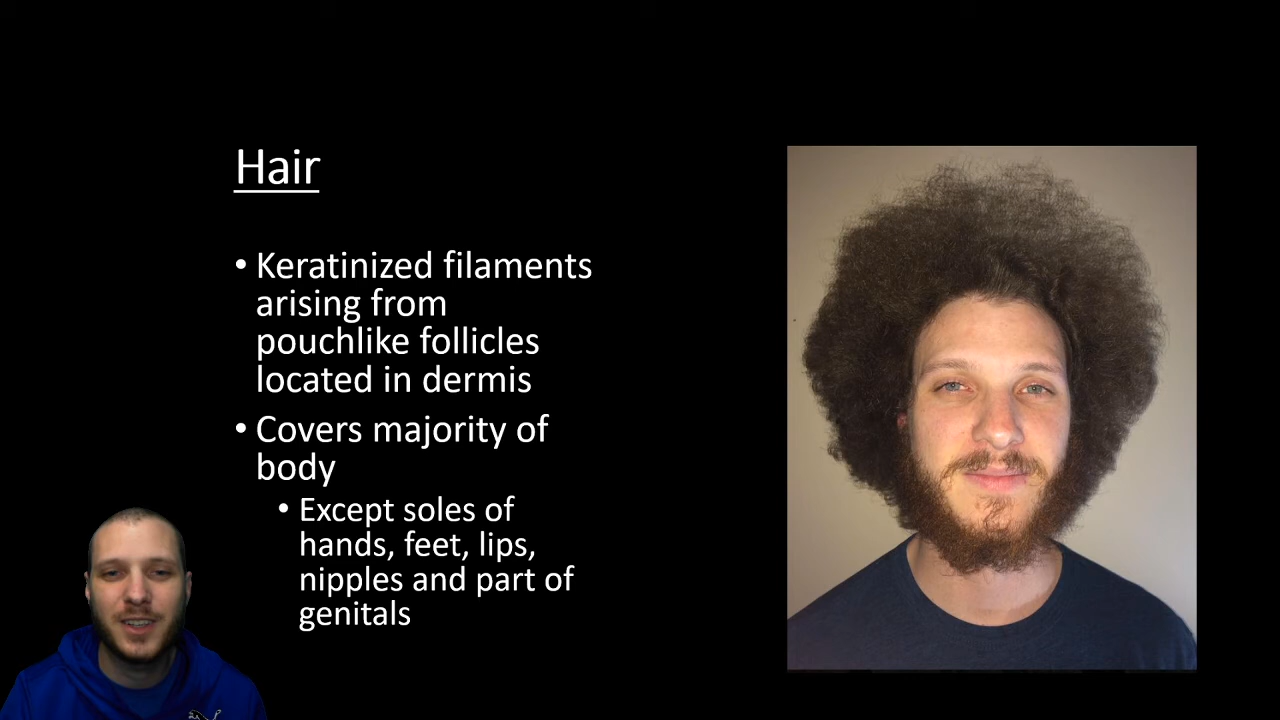 Hair
• Keratinized filaments
arising from
pouchlike follicles
located in dermis
• Covers majority of
body
• Except soles of
hands, feet, lips,
nipples and part of
genitals